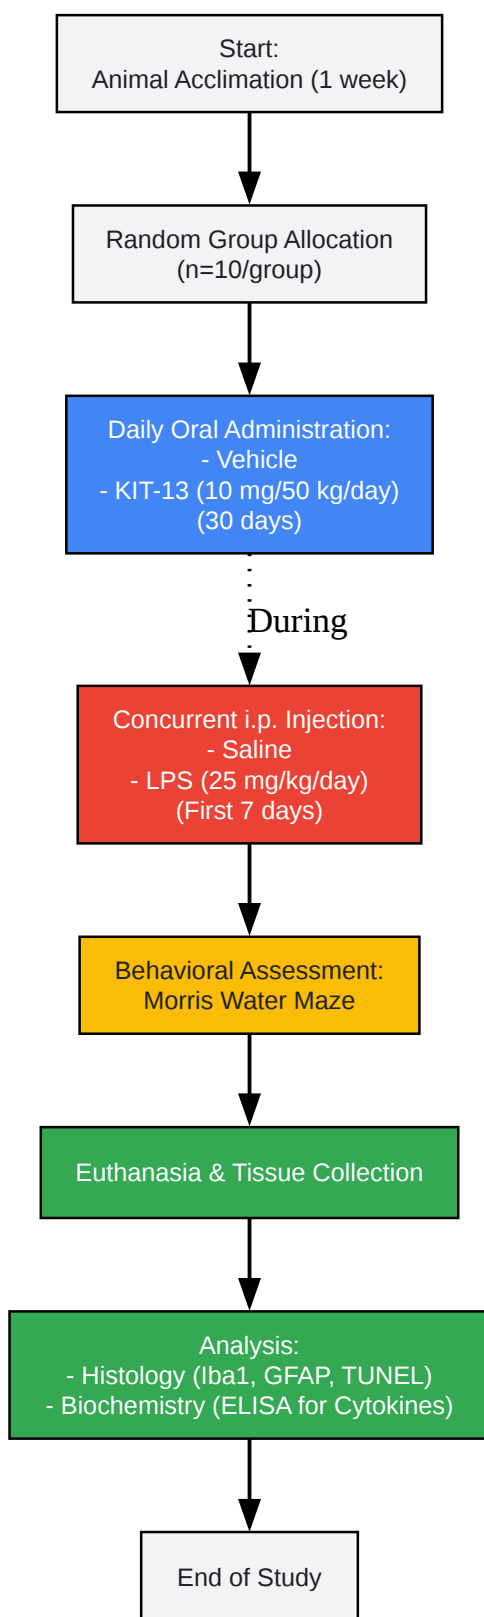 Start:
Animal Acclimation (1 week)
Random Group Allocation
(n=10/group)
Daily Oral Administration:
- Vehicle
- KIT-13 (10 mg/50 kg/day)
(30 days)
During
Concurrent i.p. Injection:
- Saline
- LPS (25 mg/kg/day)
(First 7 days)
Behavioral Assessment:
Morris Water Maze
Euthanasia & Tissue Collection
Analysis:
- Histology (Iba1, GFAP, TUNEL)
- Biochemistry (ELISA for Cytokines)
End of Study